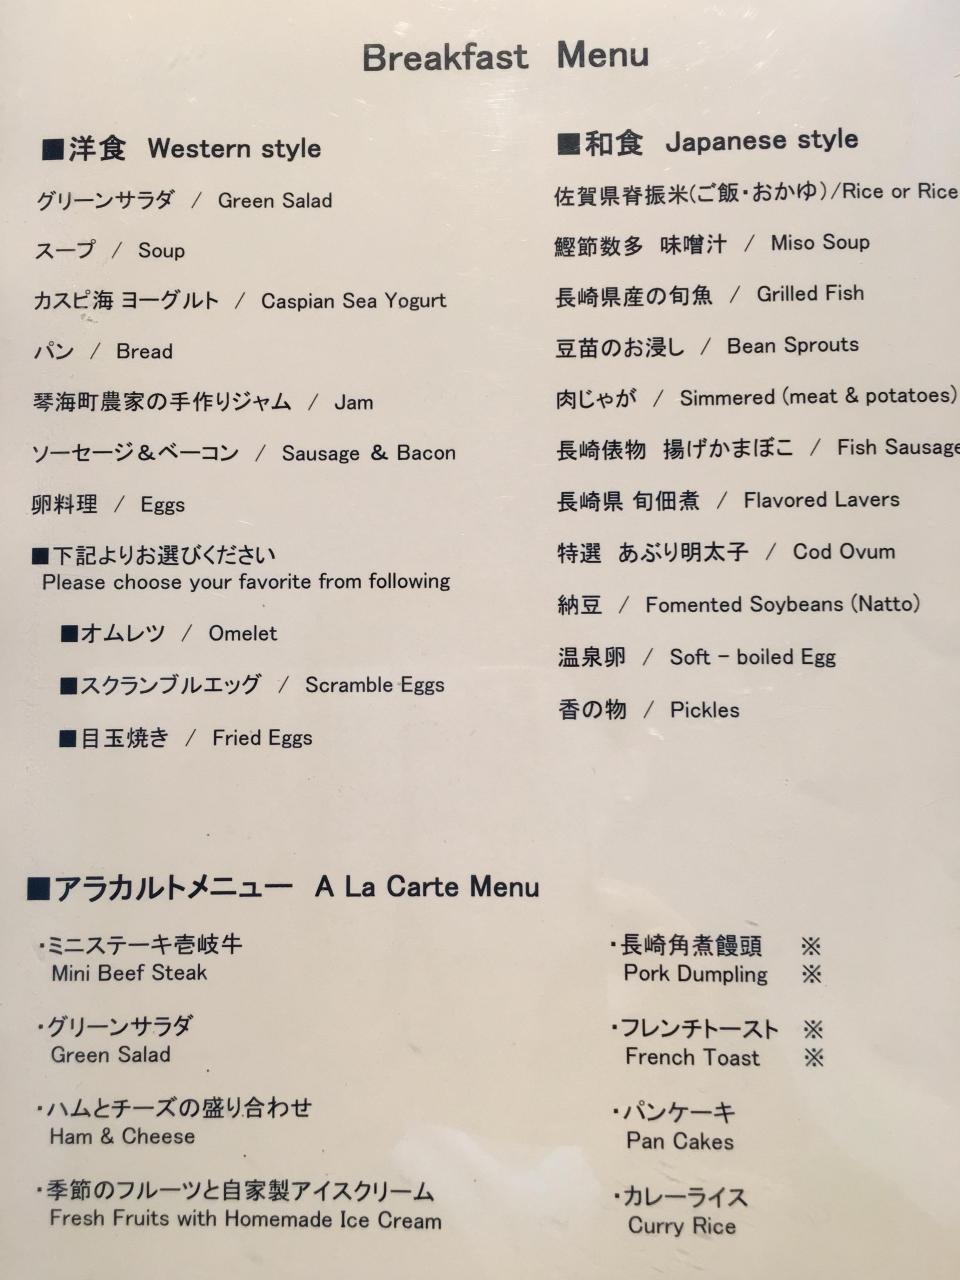 Breakfast Menu
■洋食 Western style
グリーンサラダ / Green Salad
スープ / Soup
カスピ海 ヨーグルト / Caspian Sea Yogurt
パン / Bread
琴海町農家の手作りジャム / Jam
ソーセージ&ベーコン / Sausage & Bacon
卵料理 / Eggs
■下記よりお選びください
Please choose your favorite from following
■オムレツ / Omelet
■スクランブルエッグ / Scramble Eggs
■目玉焼き / Fried Eggs
■和食 Japanese style
佐賀県脊振米(ご飯・おかゆ)/Rice or Rice
鰹節数多 味噌汁 / Miso Soup
長崎県産の旬魚 / Grilled Fish
豆苗のお浸し / Bean Sprouts
肉じゃが / Simmered (meat & potatoes)
長崎俵物 揚げかまぼこ / Fish Sausage
長崎県 旬佃煮 / Flavored Lavers
特選 あぶり明太子 / Cod Ovum
納豆 / Fomented Soybeans (Natto)
温泉卵 / Soft - boiled Egg
香の物 / Pickles
■アラカルトメニュー A La Carte Menu
・ミニステーキ壱岐牛
Mini Beef Steak
・グリーンサラダ
Green Salad
・ハムとチーズの盛り合わせ
Ham & Cheese
・季節のフルーツと自家製アイスクリーム
Fresh Fruits with Homemade Ice Cream
・長崎角煮饅頭 ※
Pork Dumpling ※
・フレンチトースト ※
French Toast ※
・パンケーキ
Pan Cakes
・カレーライス
Curry Rice